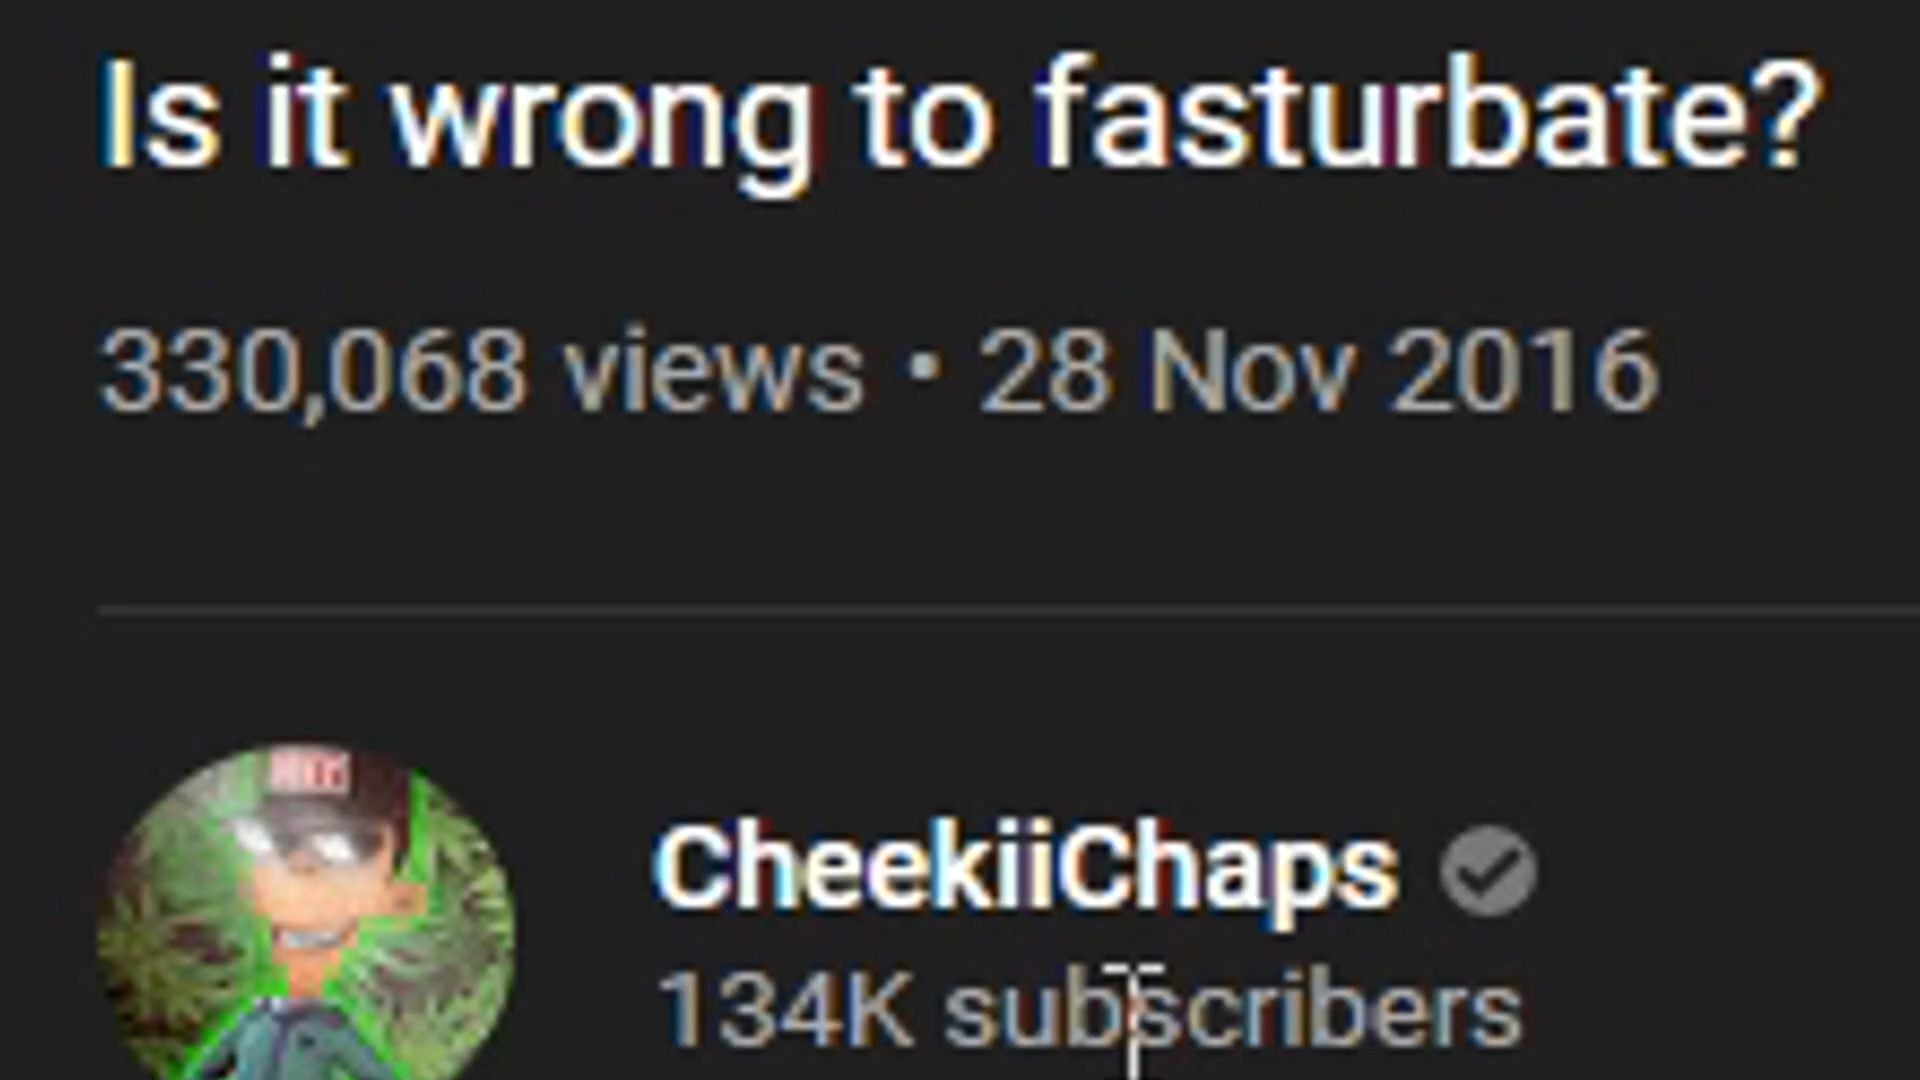 Is it wrong to fasturbate?
330,068 views • 28 Nov 2016
CheekiiChaps
134K subscribers